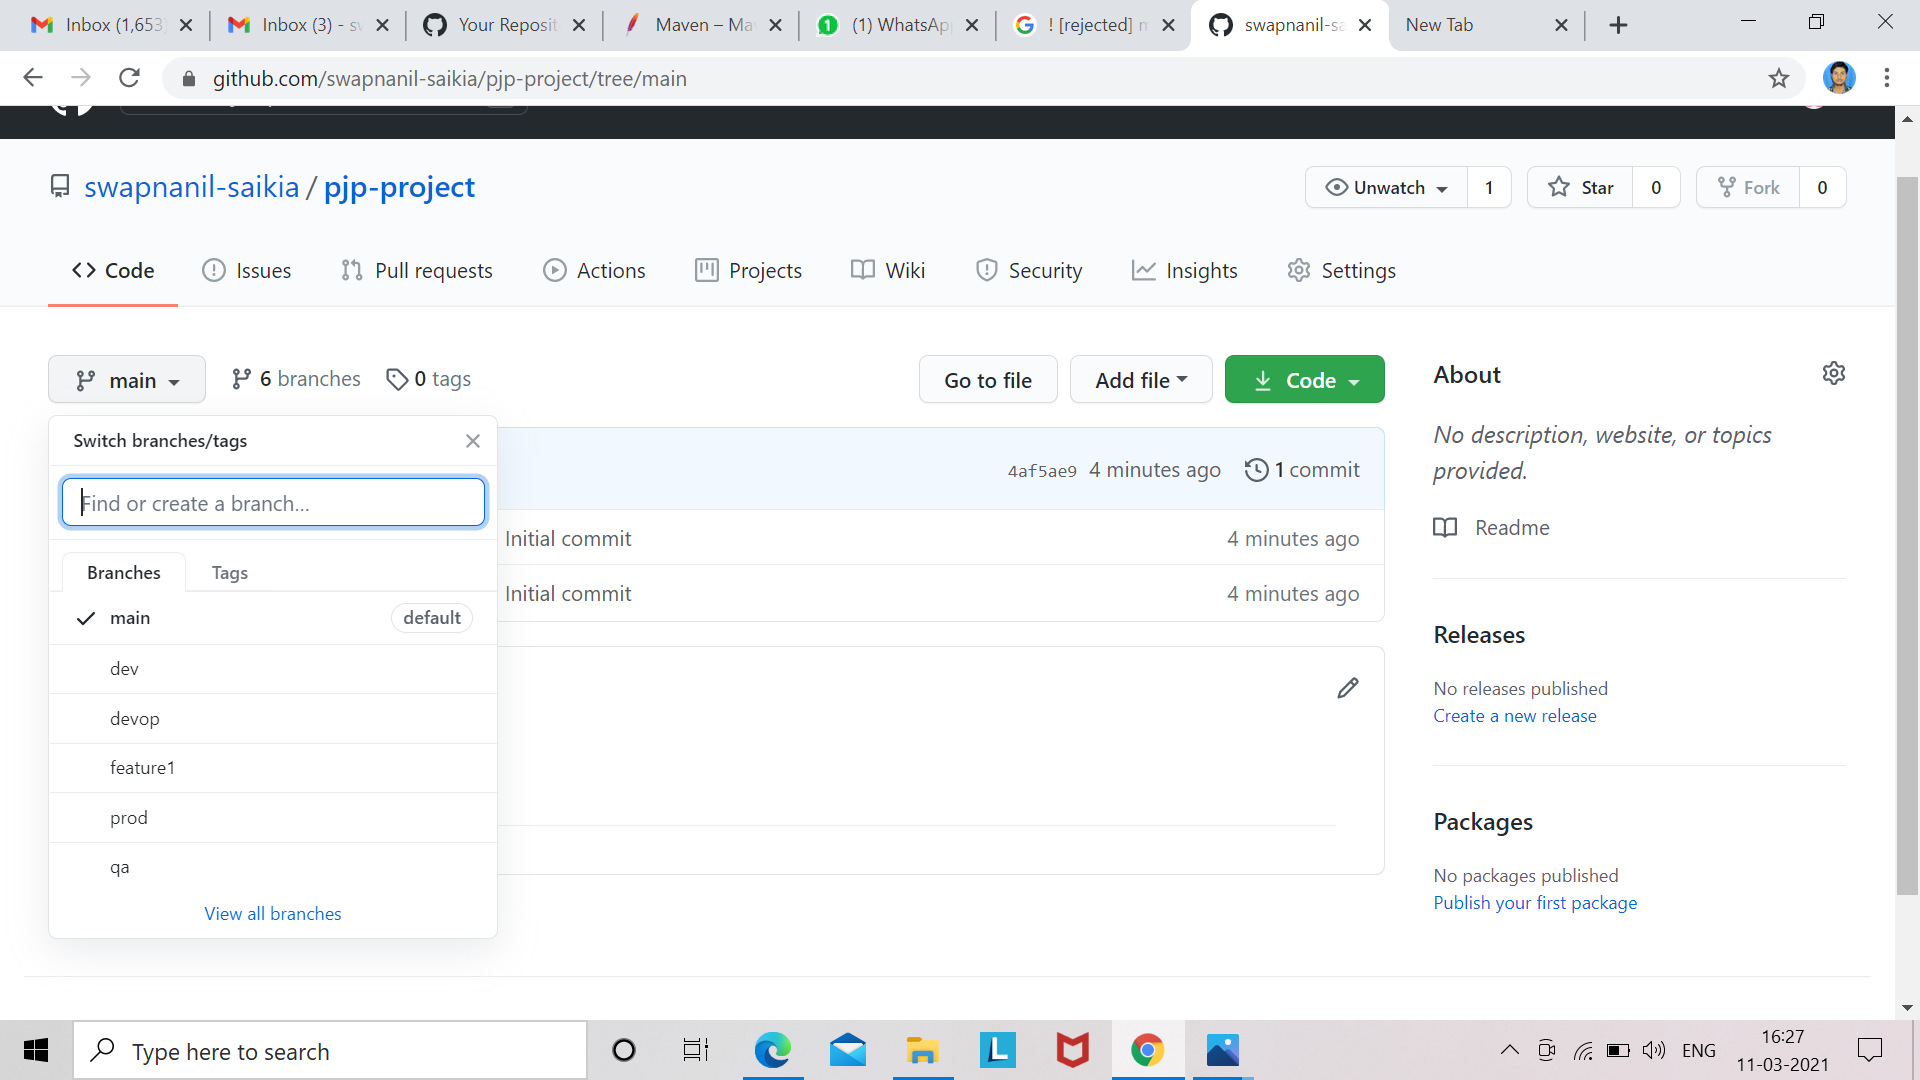 Inbox (1,653
Inbox (3) - sw
Your Reposit
Maven – Ma
(1) WhatsAp
! [rejected] m
swapnanil-sa
New Tab
github.com/swapnanil-saikia/pjp-project/tree/main
swapnanil-saikia / pjp-project
Unwatch 1
Star 0
Fork 0
Code
Issues
Pull requests
Actions
Projects
Wiki
Security
Insights
Settings
main
6 branches
0 tags
Go to file
Add file
Code
Switch branches/tags
Find or create a branch...
Branches
Tags
main default
dev
devop
feature1
prod
qa
View all branches
4af5ae9 4 minutes ago 1 commit
Initial commit 4 minutes ago
Initial commit 4 minutes ago
About
No description, website, or topics
provided.
Readme
Releases
No releases published
Create a new release
Packages
No packages published
Publish your first package
Type here to search
L
ENG
16:27
11-03-2021